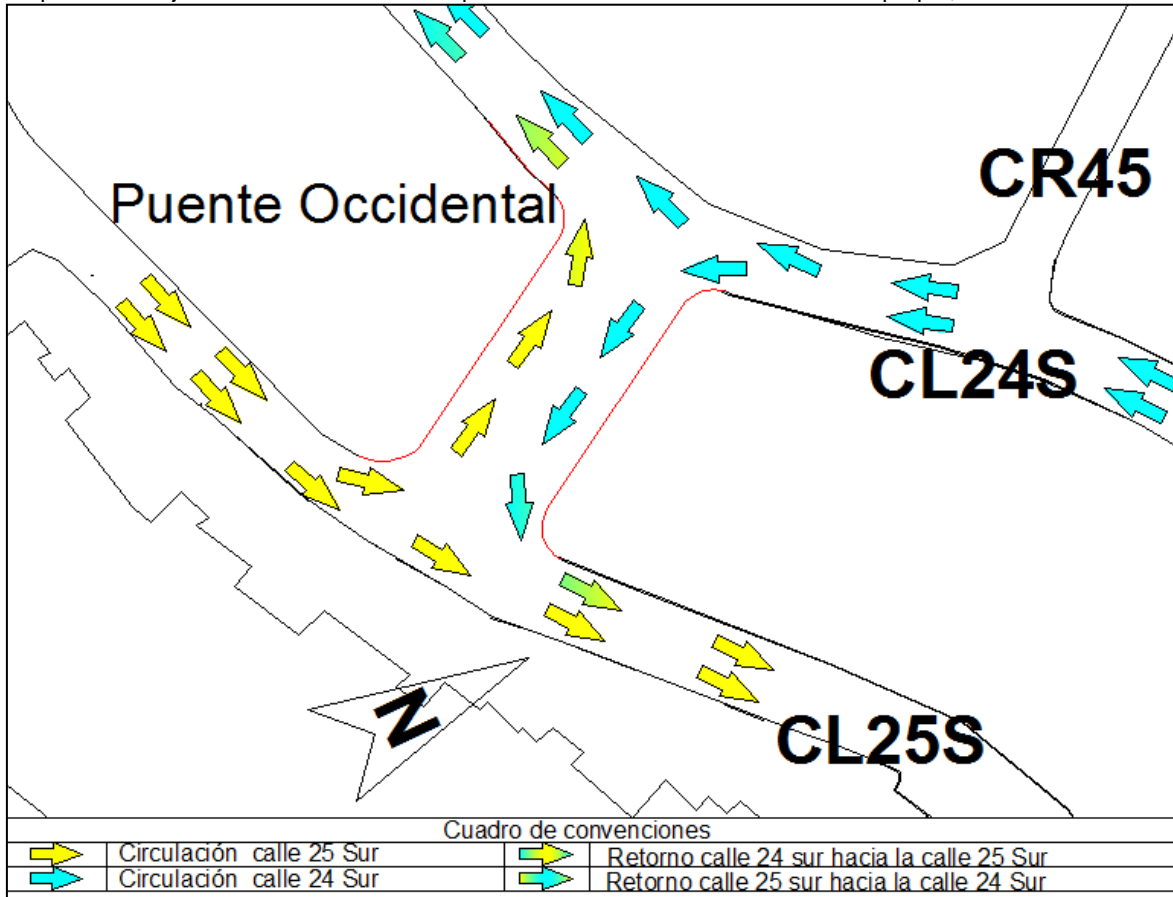 CR45
Puente Occidental
CL24S
N
CL25S
Cuadro de convenciones
Circulación calle 25 Sur
Retorno calle 24 sur hacia la calle 25 Sur
Circulación calle 24 Sur
Retorno calle 25 sur hacia la calle 24 Sur